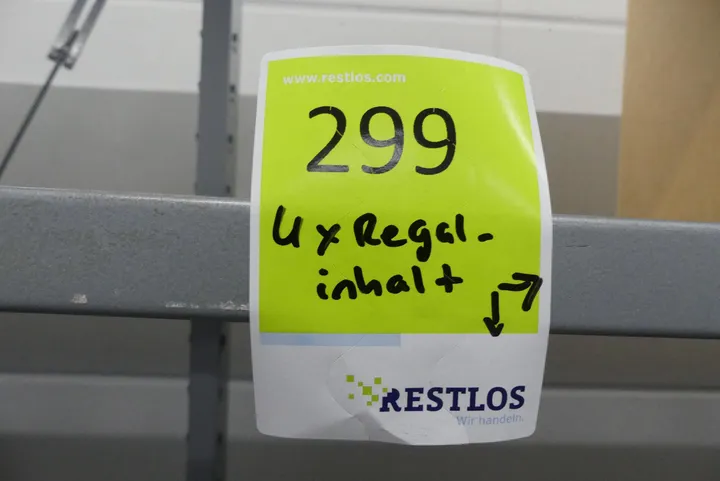 www.restlos.com
299
4 x Regal-
inhalt
RESTLOS
Wir handeln.